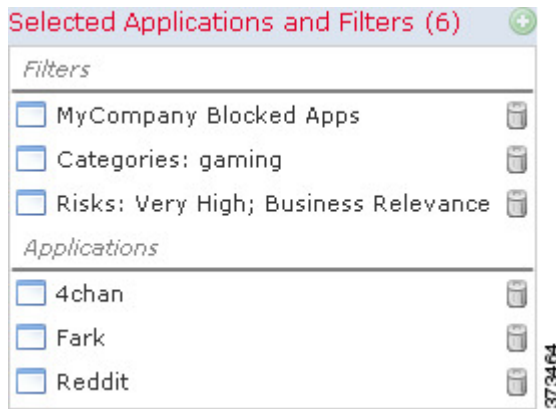 Selected Applications and Filters (6)
Filters
MyCompany Blocked Apps
Categories: gaming
Risks: Very High; Business Relevance
Applications
4chan
Fark
Reddit
373464